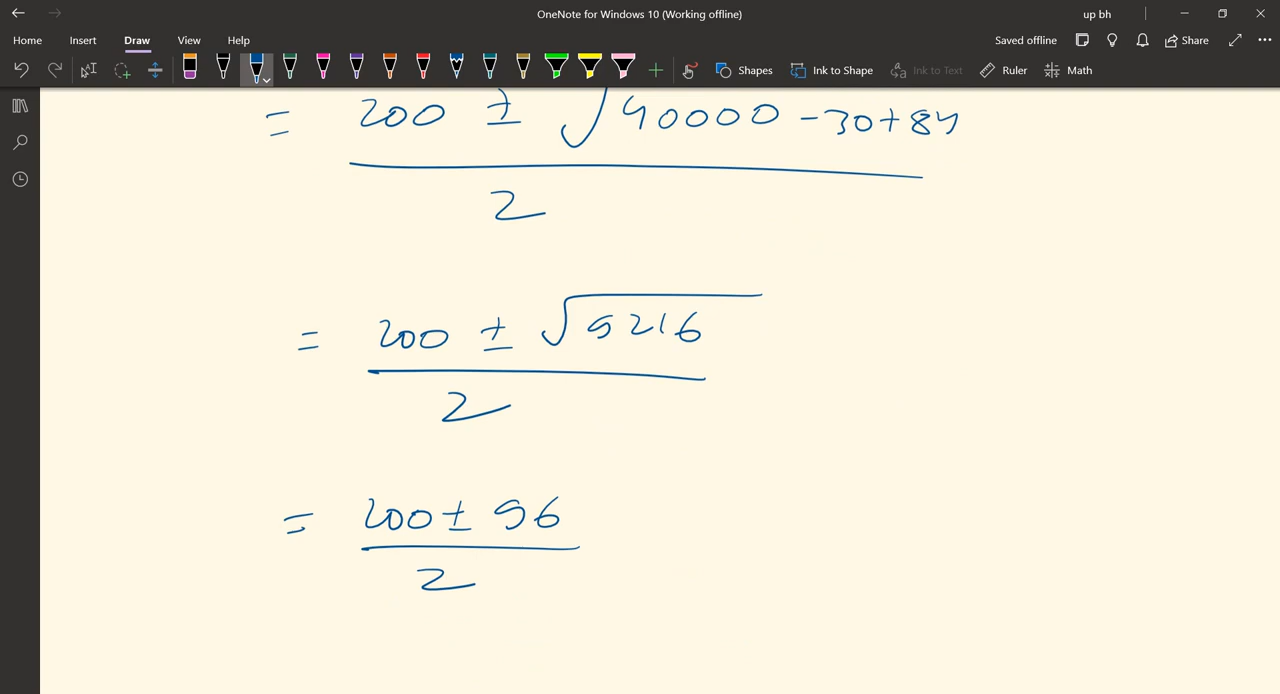 OneNote for Windows 10 (Working offline)
up bh
Home Insert Draw View Help
Saved offline
Share
Shapes Ink to Shape Ink to Text Ruler Math
= 200 ± √40000 - 30784
2
= 200 ± √9216
2
= 200 ± 96
2